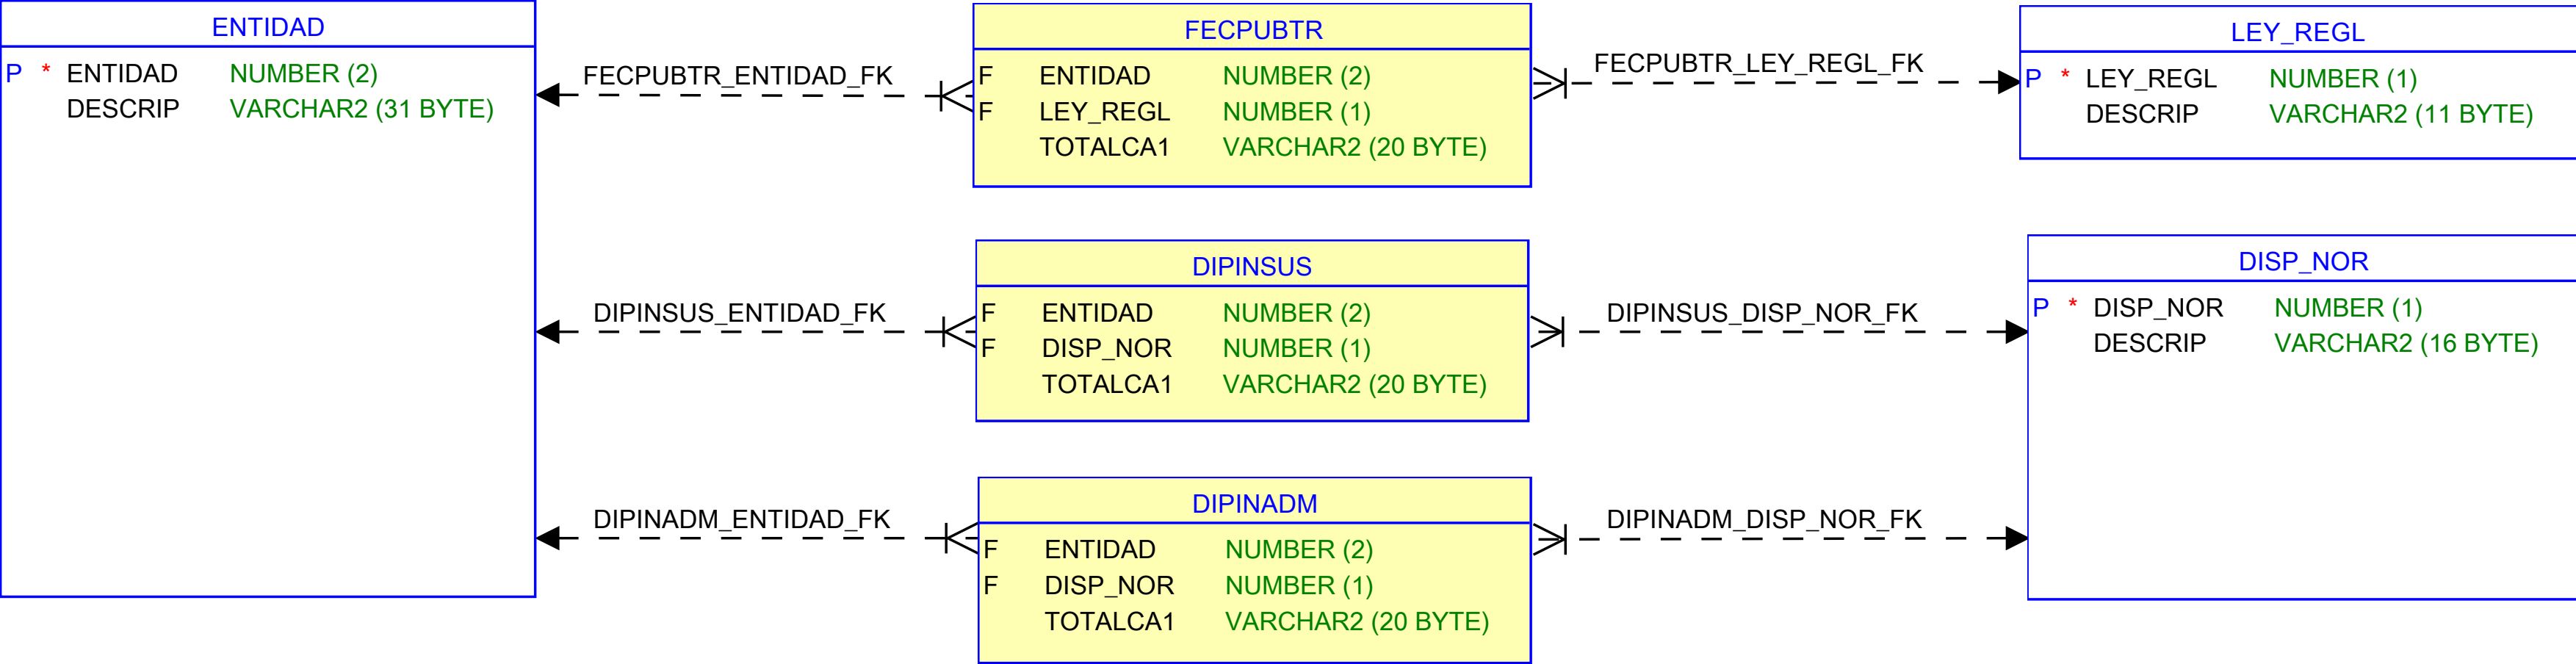 ENTIDAD
P * ENTIDAD NUMBER (2)
DESCRIP VARCHAR2 (31 BYTE)
FECPUBTR_ENTIDAD_FK
FECPUBTR
F ENTIDAD NUMBER (2)
F LEY_REGL NUMBER (1)
TOTALCA1 VARCHAR2 (20 BYTE)
FECPUBTR_LEY_REGL_FK
LEY_REGL
P * LEY_REGL NUMBER (1)
DESCRIP VARCHAR2 (11 BYTE)
DIPINSUS_ENTIDAD_FK
DIPINSUS
F ENTIDAD NUMBER (2)
F DISP_NOR NUMBER (1)
TOTALCA1 VARCHAR2 (20 BYTE)
DIPINSUS_DISP_NOR_FK
DISP_NOR
P * DISP_NOR NUMBER (1)
DESCRIP VARCHAR2 (16 BYTE)
DIPINADM_ENTIDAD_FK
DIPINADM
F ENTIDAD NUMBER (2)
F DISP_NOR NUMBER (1)
TOTALCA1 VARCHAR2 (20 BYTE)
DIPINADM_DISP_NOR_FK